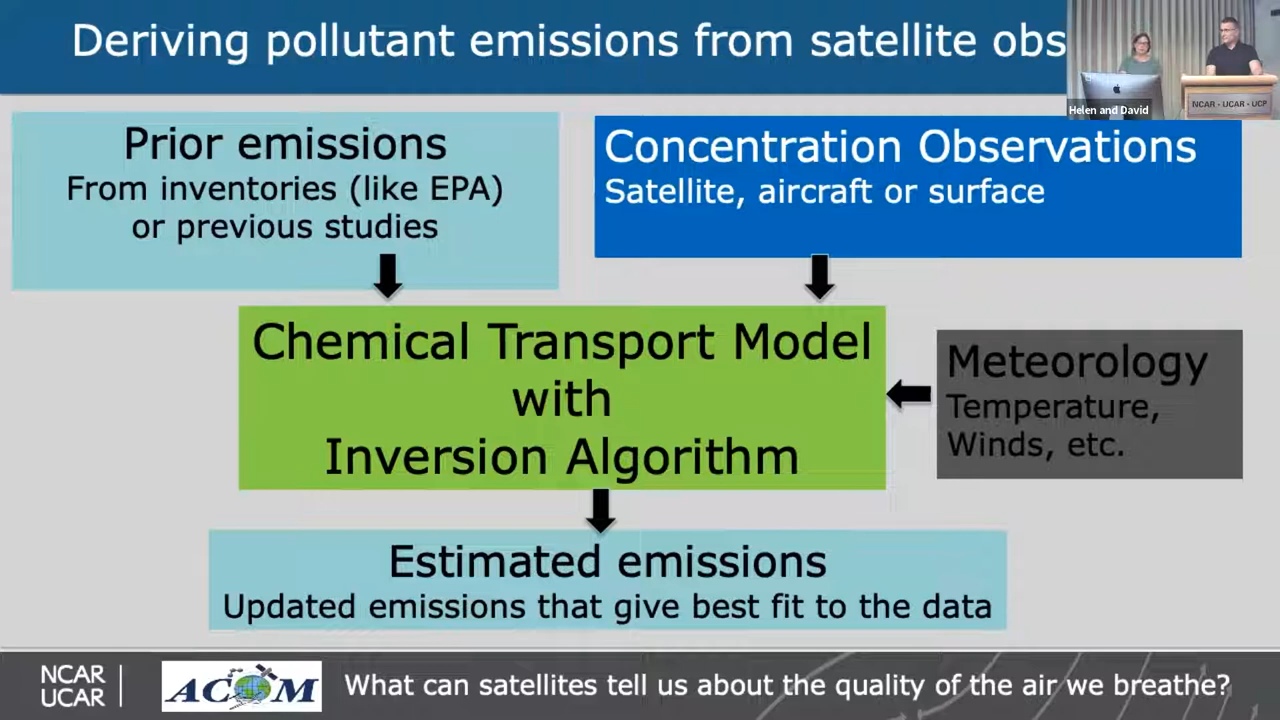 Deriving pollutant emissions from satellite obs
Helen and David
NCAR • UCAR • UCP
Prior emissions
From inventories (like EPA)
or previous studies
Concentration Observations
Satellite, aircraft or surface
Chemical Transport Model
with
Inversion Algorithm
Meteorology
Temperature,
Winds, etc.
Estimated emissions
Updated emissions that give best fit to the data
NCAR
UCAR
ACOM
What can satellites tell us about the quality of the air we breathe?